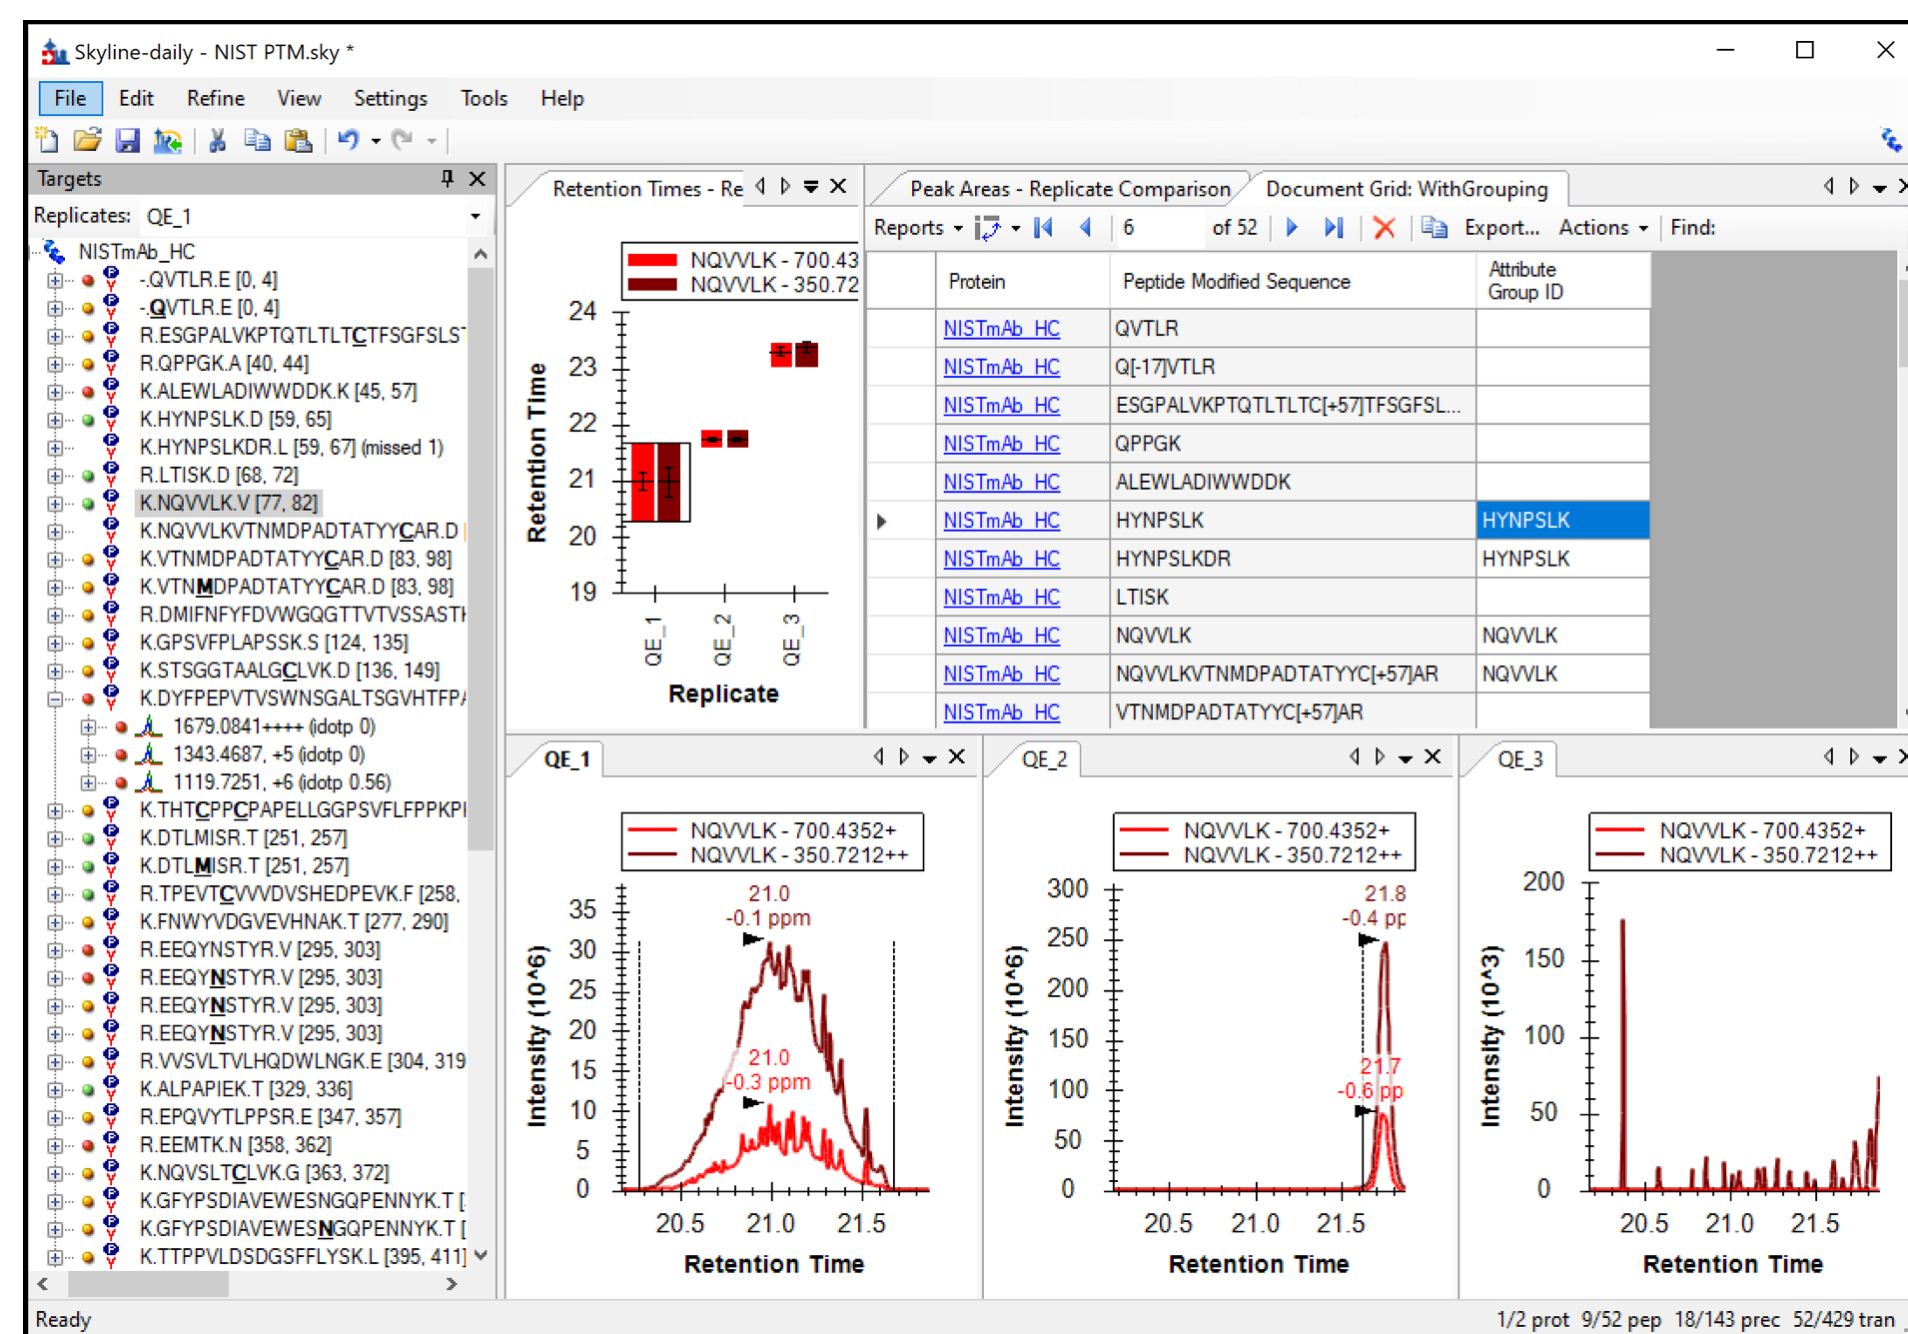 Skyline-daily - NIST PTM.sky *
File Edit Refine View Settings Tools Help
Targets
Replicates: QE_1
NISTmAb_HC
-.QVTLR.E [0, 4]
-.QVTLR.E [0, 4]
R.ESGPALVKPTQTLTLTCTFSGFSLS
R.QPPGK.A [40, 44]
K.ALEWLADIWWDDK.K [45, 57]
K.HYNPSLK.D [59, 65]
K.HYNPSLKDR.L [59, 67] (missed 1)
R.LTISK.D [68, 72]
K.NQVVLK.V [77, 82]
K.NQVVLKVTNMDPADTATYYCAR.D [
K.VTNMDPADTATYYCAR.D [83, 98]
K.VTNMDPADTATYYCAR.D [83, 98]
R.DMIFNFYFDVWGQGTTVTVSSAST
K.GPSVFPLAPSSK.S [124, 135]
K.STSGGTAALGCLVK.D [136, 149]
K.DYFPEPVTVSWNSGALTSGVHTFP
1679.0841++++ (idotp 0)
1343.4687, +5 (idotp 0)
1119.7251, +6 (idotp 0.56)
K.THTCPPCPAPELLGGPSVFLFPPKP
K.DTLMISR.T [251, 257]
K.DTLMISR.T [251, 257]
R.TPEVTCVVVDVSHEDPEVK.F [258,
K.FNWYVDGVEVHNAK.T [277, 290]
R.EEQYNSTYR.V [295, 303]
R.EEQYNSTYR.V [295, 303]
R.EEQYNSTYR.V [295, 303]
R.EEQYNSTYR.V [295, 303]
R.VVSVLTVLHQDWLNGK.E [304, 319
K.ALPAPIEK.T [329, 336]
R.EPQVYTLPPSR.E [347, 357]
R.EEMTK.N [358, 362]
K.NQVSLTCLVK.G [363, 372]
K.GFYPSDIAVEWESNGQPENNYK.T [
K.GFYPSDIAVEWESNGQPENNYK.T [
K.TTPPVLDSDGSFFLYSK.L [395, 411]
Retention Times - Re
NQVVLK - 700.43
NQVVLK - 350.72
24
23
22
21
20
19
Retention Time
QE_1 QE_2 QE_3
Replicate
Peak Areas - Replicate Comparison Document Grid: WithGrouping
Reports 6 of 52 Export... Actions Find:
Protein Peptide Modified Sequence Attribute Group ID
NISTmAb_HC QVTLR
NISTmAb_HC Q[-17]VTLR
NISTmAb_HC ESGPALVKPTQTLTLTC[+57]TFSGFSL...
NISTmAb_HC QPPGK
NISTmAb_HC ALEWLADIWWDDK
NISTmAb_HC HYNPSLK HYNPSLK
NISTmAb_HC HYNPSLKDR HYNPSLK
NISTmAb_HC LTISK
NISTmAb_HC NQVVLK NQVVLK
NISTmAb_HC NQVVLKVTNMDPADTATYYC[+57]AR NQVVLK
NISTmAb_HC VTNMDPADTATYYC[+57]AR
QE_1
NQVVLK - 700.4352+
NQVVLK - 350.7212++
21.0
-0.1 ppm
21.0
-0.3 ppm
35
30
25
20
15
10
5
0
Intensity (10^6)
20.5 21.0 21.5
Retention Time
QE_2
NQVVLK - 700.4352+
NQVVLK - 350.7212++
21.8
-0.4 pp
21.7
-0.6 pp
300
250
200
150
100
50
0
Intensity (10^6)
20.5 21.0 21.5
Retention Time
QE_3
NQVVLK - 700.4352+
NQVVLK - 350.7212++
200
150
100
50
0
Intensity (10^3)
20.5 21.0 21.5
Retention Time
Ready
1/2 prot 9/52 pep 18/143 prec 52/429 tran